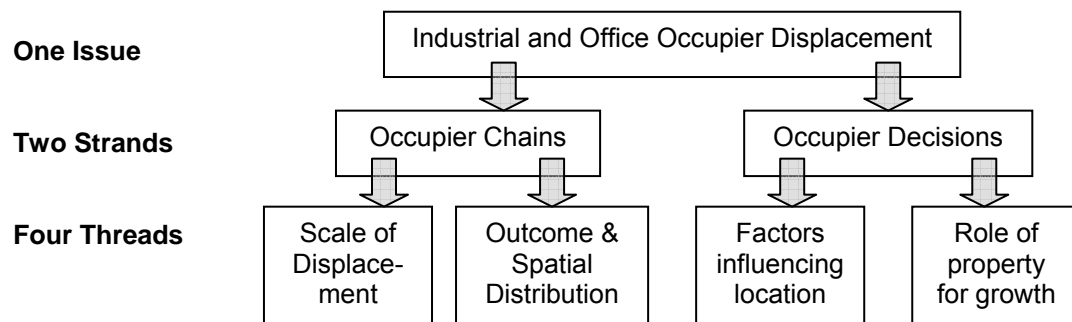 One Issue
Industrial and Office Occupier Displacement
Two Strands
Occupier Chains
Occupier Decisions
Four Threads
Scale of
Displace-
ment
Outcome &
Spatial
Distribution
Factors
influencing
location
Role of
property
for growth